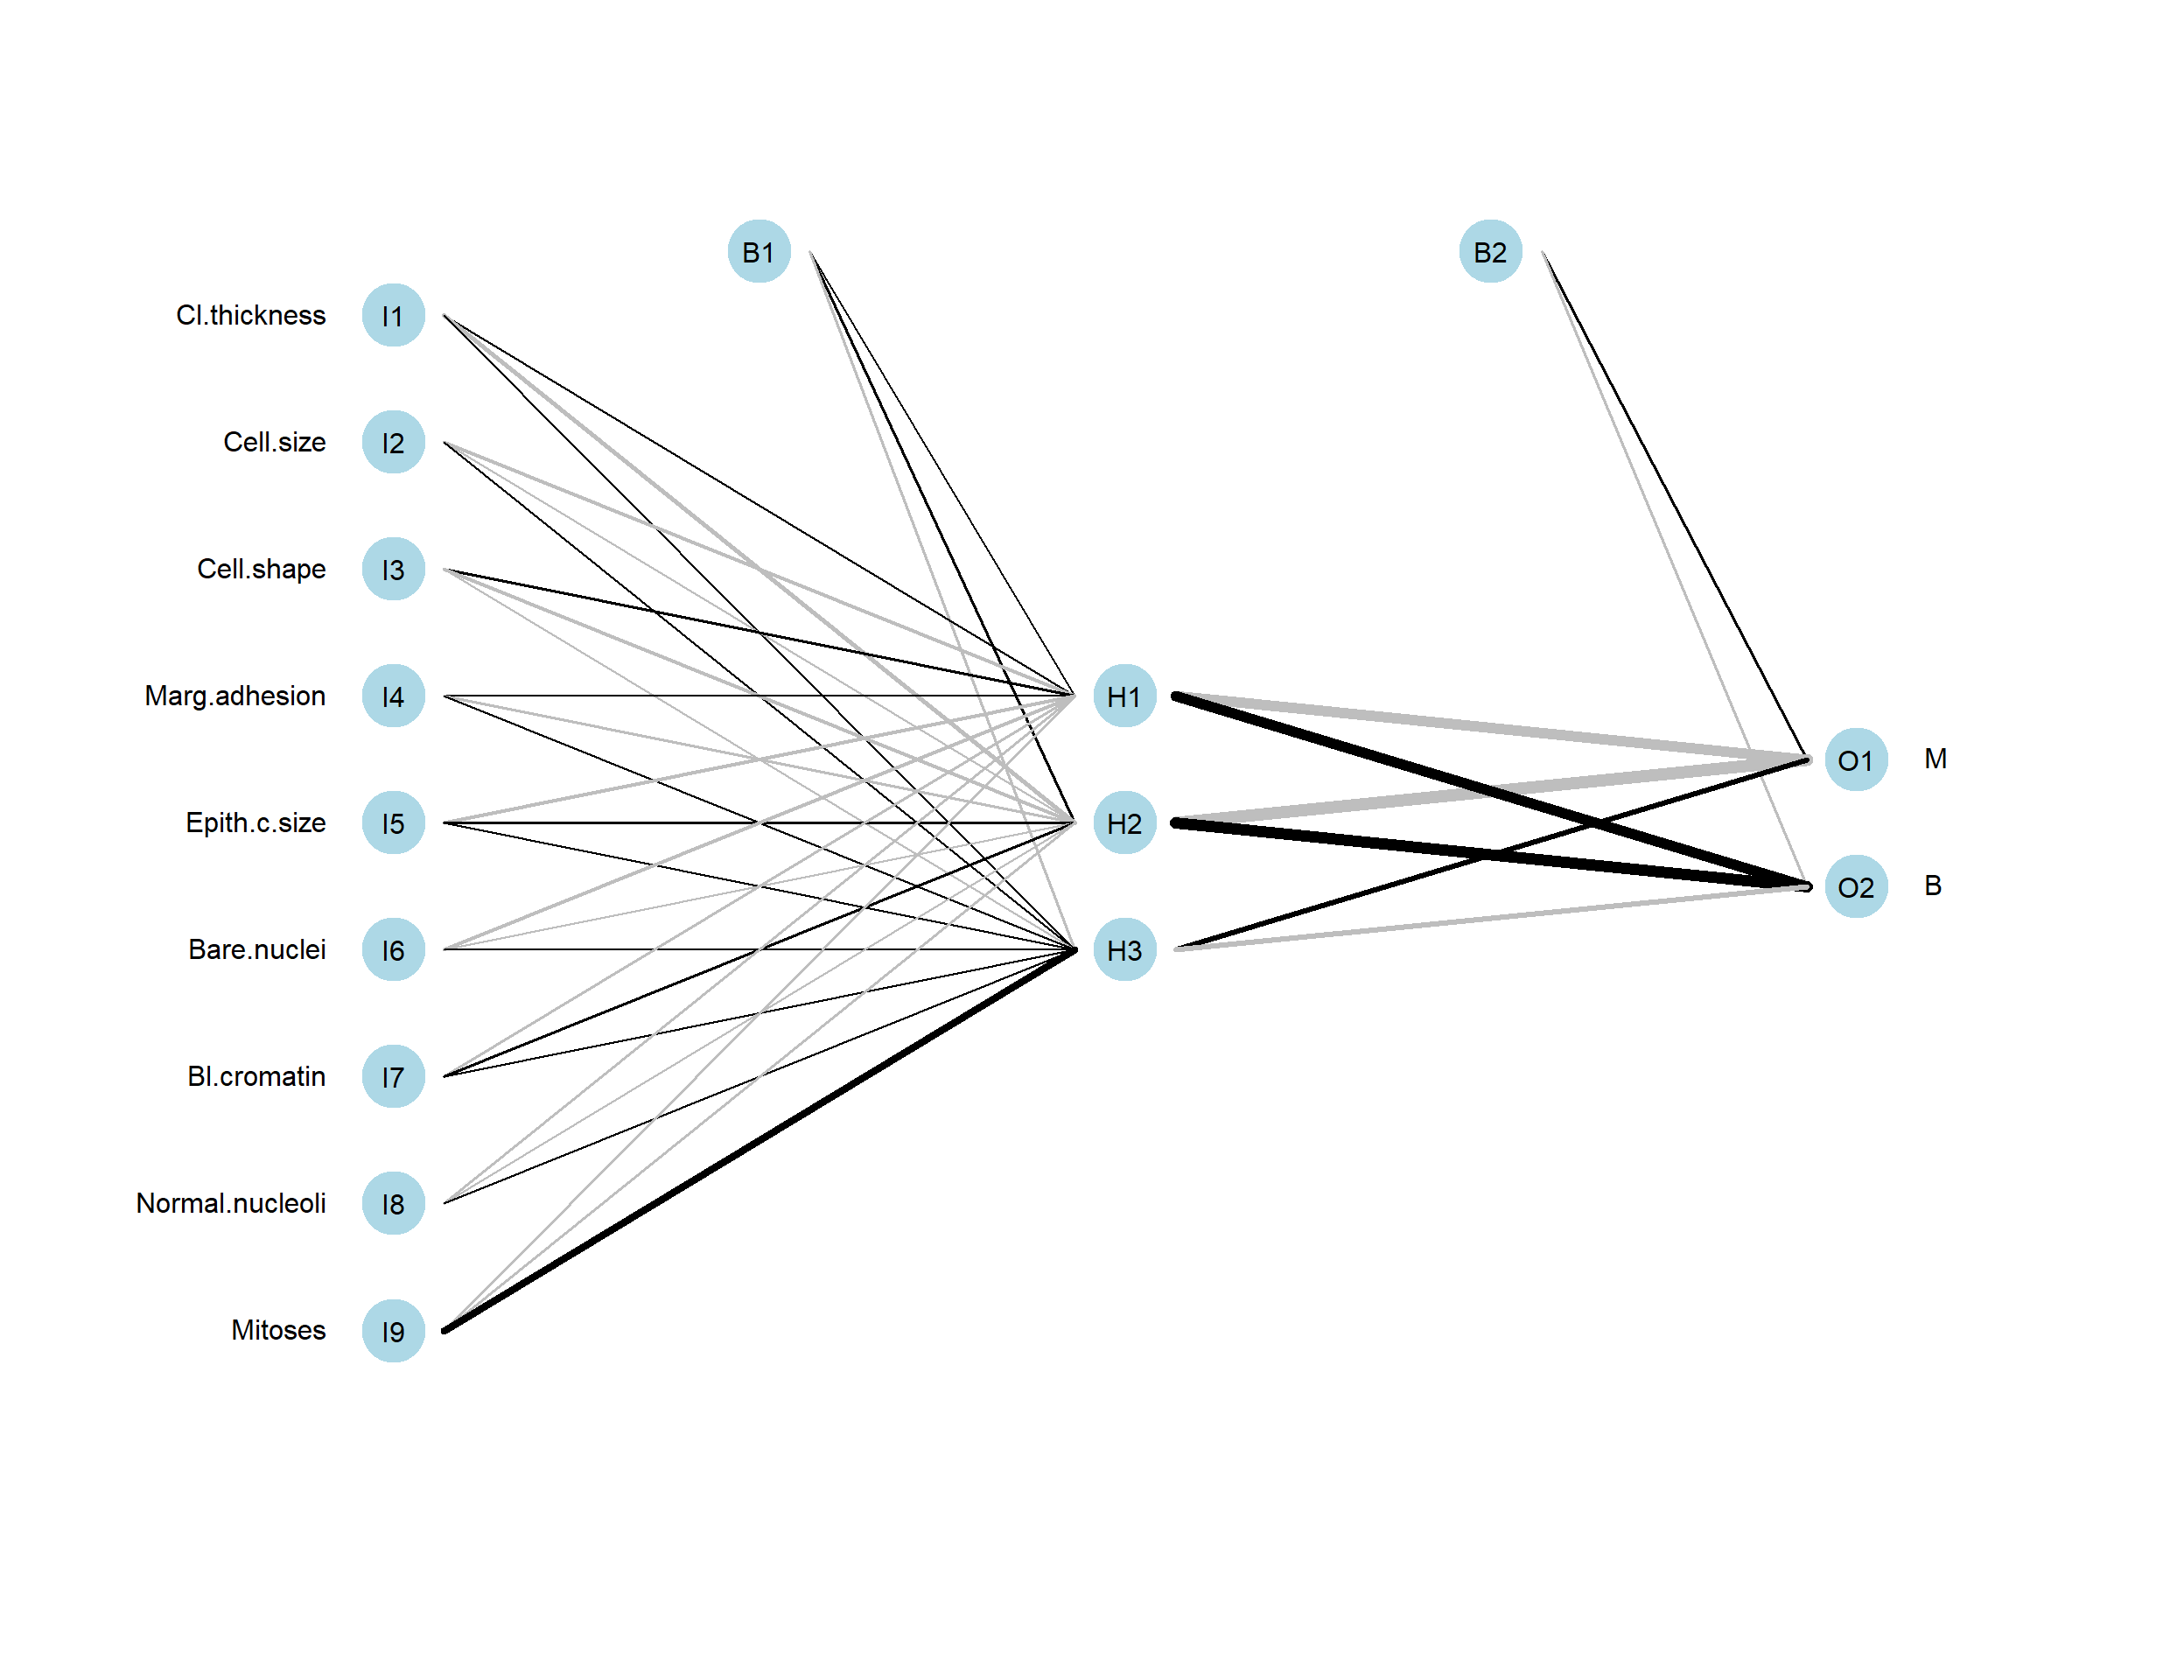 B1
B2
Cl.thickness I1
Cell.size I2
Cell.shape I3
Marg.adhesion I4 H1
O1 M
Epith.c.size I5 H2
O2 B
Bare.nuclei I6 H3
Bl.cromatin I7
Normal.nucleoli I8
Mitoses I9